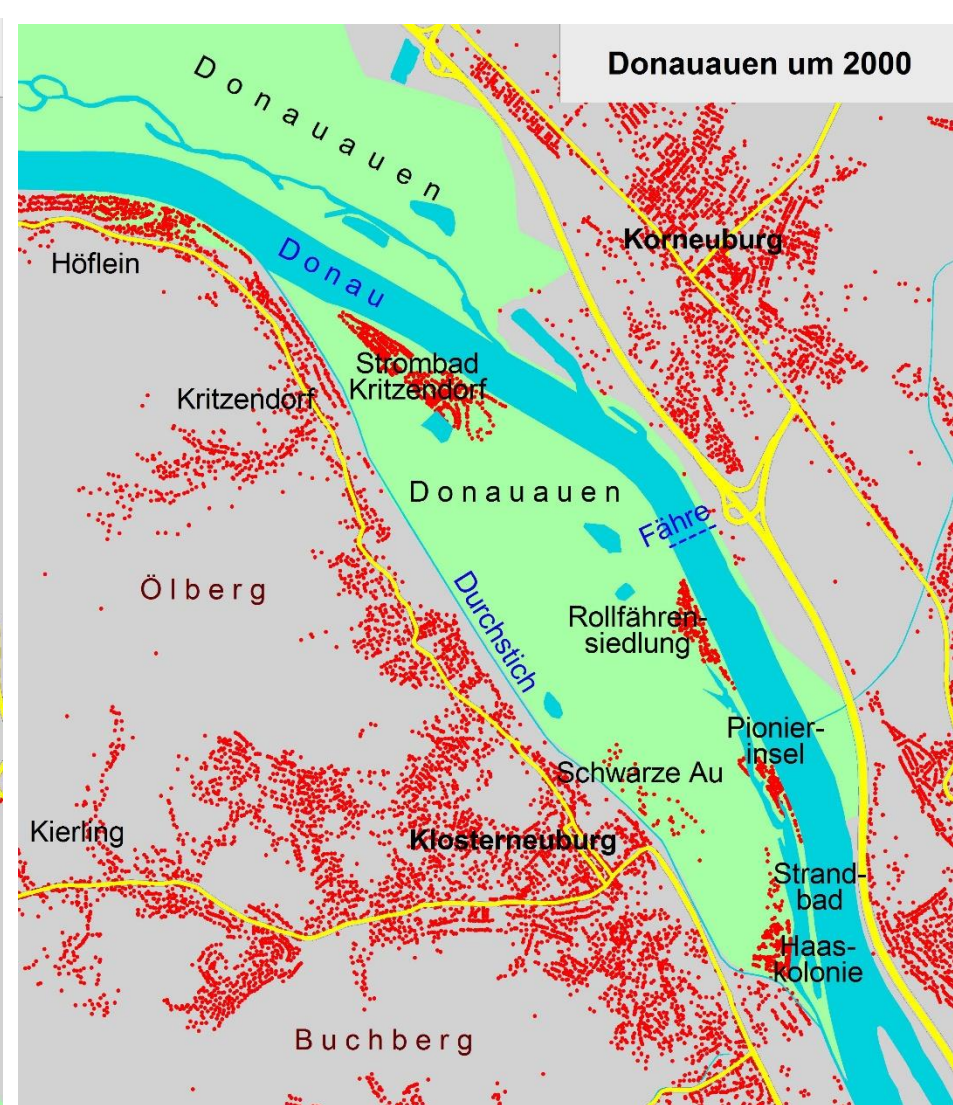 Donauauen um 2000
Donauauen
Korneuburg
Höflein
Donau
Strombad
Kritzendorf
Kritzendorf
Donauauen
Fähre
Ölberg
Durchstich
Rollfähren-
siedlung
Pionier-
insel
Schwarze Au
Kierling
Klosterneuburg
Strand-
bad
Haas-
kolonie
Buchberg